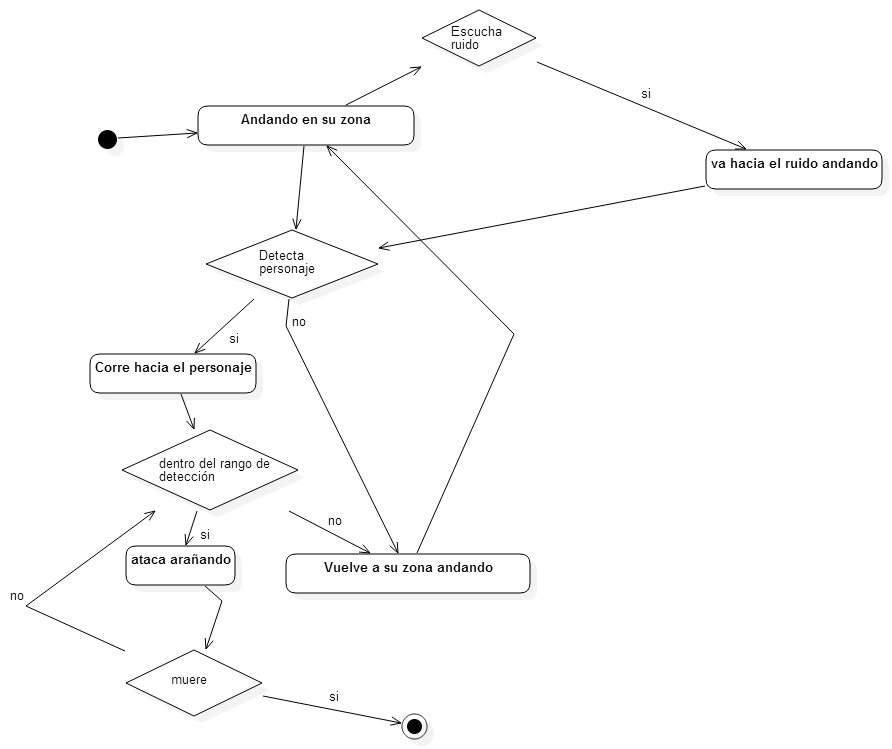 Escucha
ruido
si
Andando en su zona
va hacia el ruido andando
Detecta
personaje
no
si
Corre hacia el personaje
dentro del rango de
detección
no
si
ataca arañando
Vuelve a su zona andando
no
muere
si